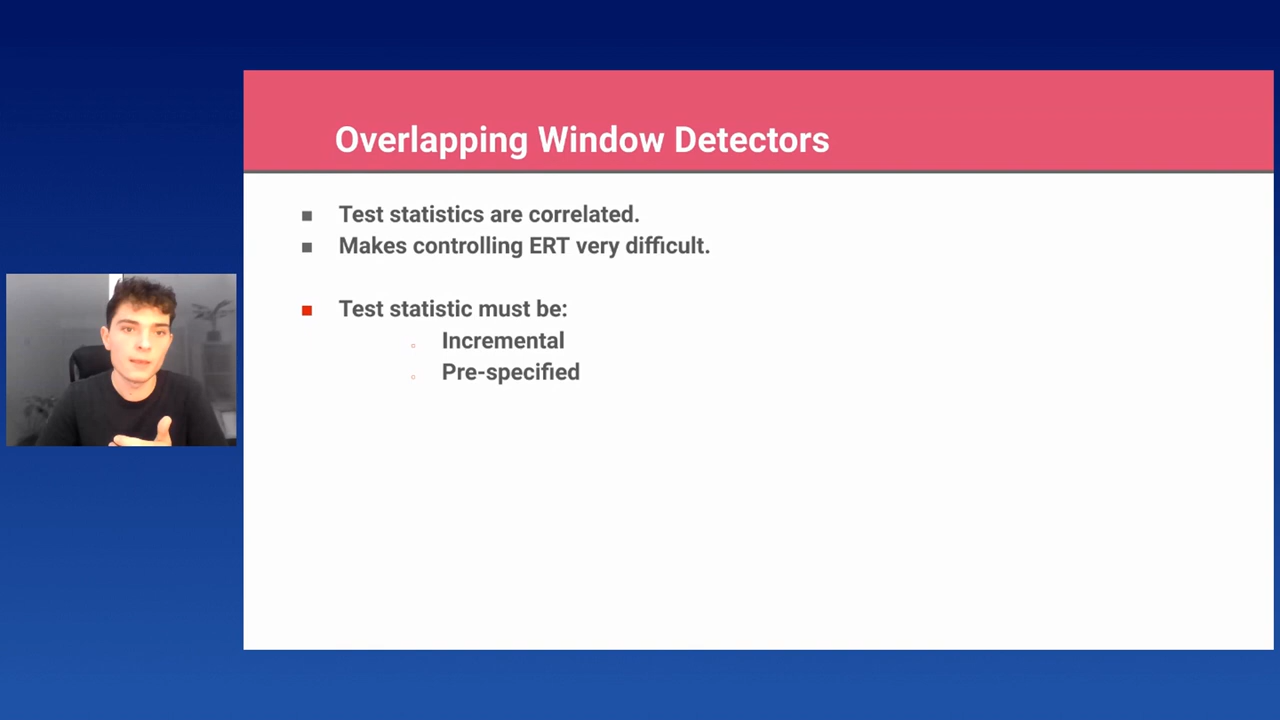 Overlapping Window Detectors
Test statistics are correlated.
Makes controlling ERT very difficult.
Test statistic must be:
Incremental
Pre-specified